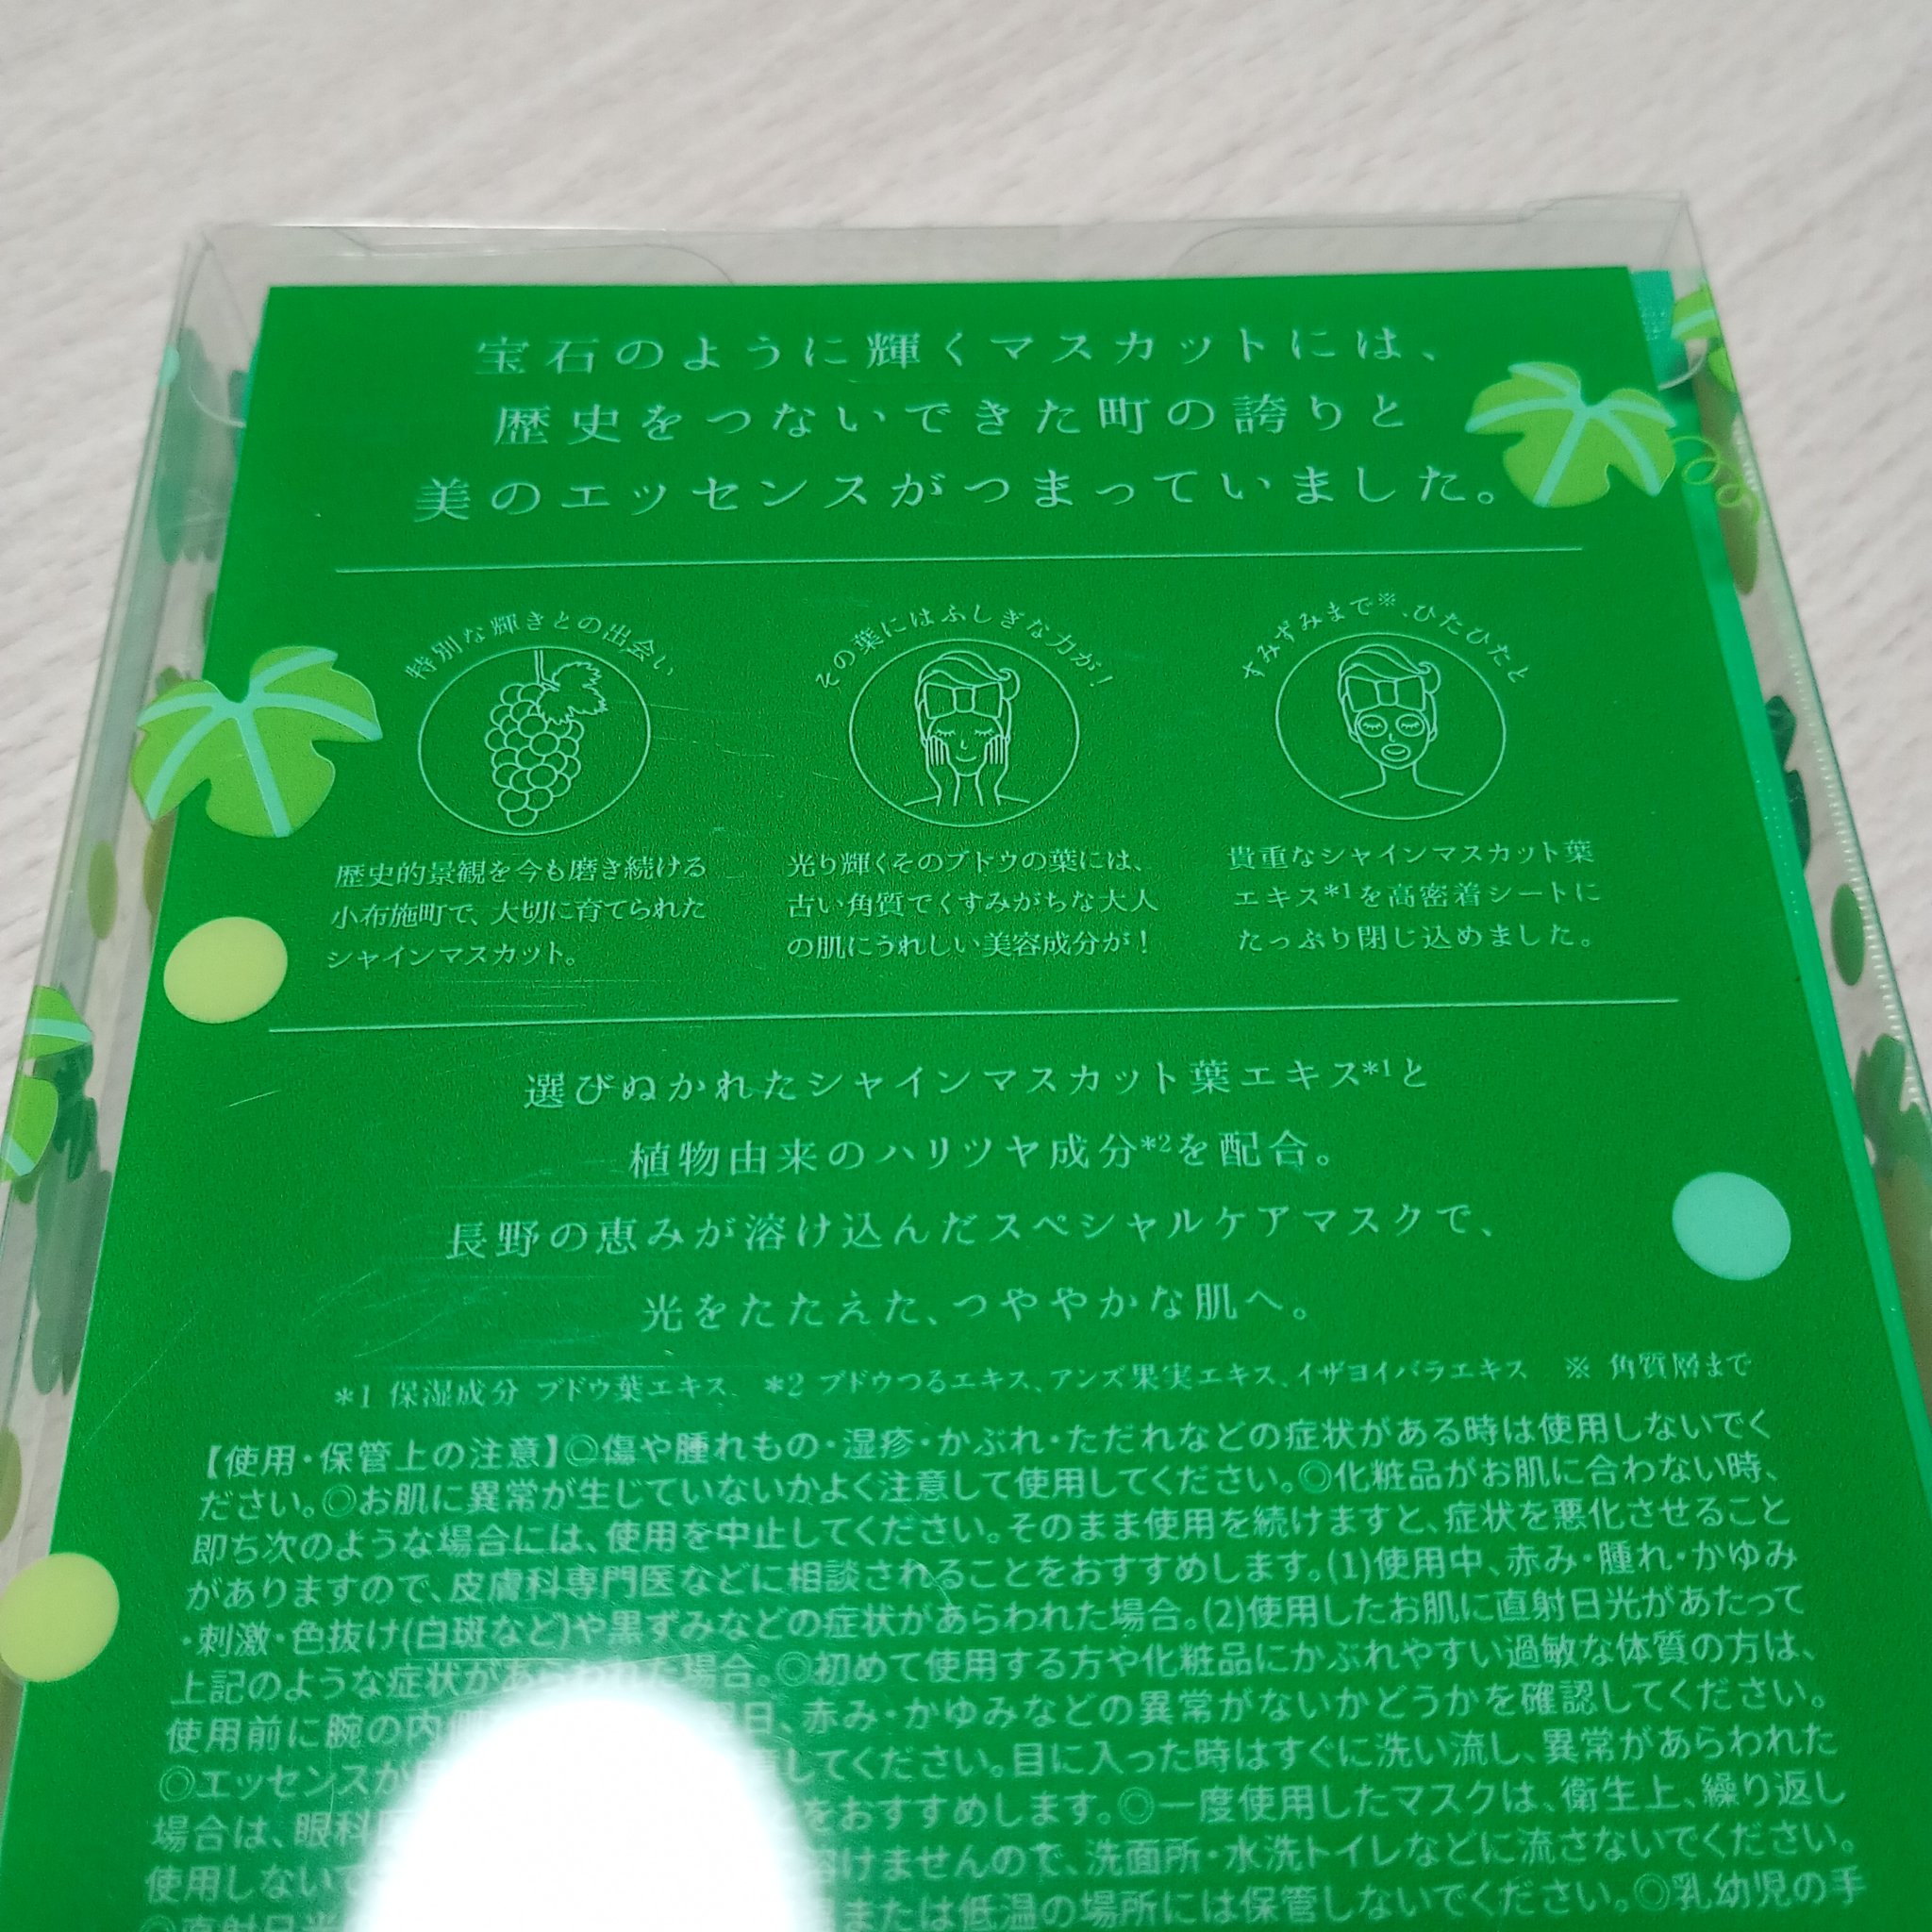 宝石のように輝くマスカットには、
歴史をつないできた町の誇りと
美のエッセンスがつまっていました。
特別な輝きとの出会い
歴史的景観を今も磨き続ける
小布施町で、大切に育てられた
シャインマスカット。
その葉にはふしぎな力が!
光り輝くそのブドウの葉には、
古い角質でくすみがちな大人
の肌にうれしい美容成分が!
すみずみまで※、ひたひたと
貴重なシャインマスカット葉
エキス*1を高密着シートに
たっぷり閉じ込めました。
選びぬかれたシャインマスカット葉エキス*1と
植物由来のハリツヤ成分*2を配合。
長野の恵みが溶け込んだスペシャルケアマスクで、
光をたたえた、つややかな肌へ。
*1 保湿成分 ブドウ葉エキス、 *2 ブドウつるエキス、アンズ果実エキス、イザヨイバラエキス ※ 角質層まで
【使用・保管上の注意】◎傷や腫れもの・湿疹・かぶれ・ただれなどの症状がある時は使用しないでく
ださい。◎お肌に異常が生じていないかよく注意して使用してください。◎化粧品がお肌に合わない時、
即ち次のような場合には、使用を中止してください。そのまま使用を続けますと、症状を悪化させること
がありますので、皮膚科専門医などに相談されることをおすすめします。(1)使用中、赤み・腫れ・かゆみ
・刺激・色抜け(白斑など)や黒ずみなどの症状があらわれた場合。(2)使用したお肌に直射日光があたって
上記のような症状があらわれた場合。◎初めて使用する方や化粧品にかぶれやすい過敏な体質の方は、
使用前に腕の内 日、赤み・かゆみなどの異常がないかどうかを確認してください。
◎エッセンスが してください。目に入った時はすぐに洗い流し、異常があらわれた
場合は、眼科 をおすすめします。◎一度使用したマスクは、衛生上、繰り返し
使用しない 溶けませんので、洗面所・水洗トイレなどに流さないでください。
◎直射日光 または低温の場所には保管しないでください。◎乳幼児の手